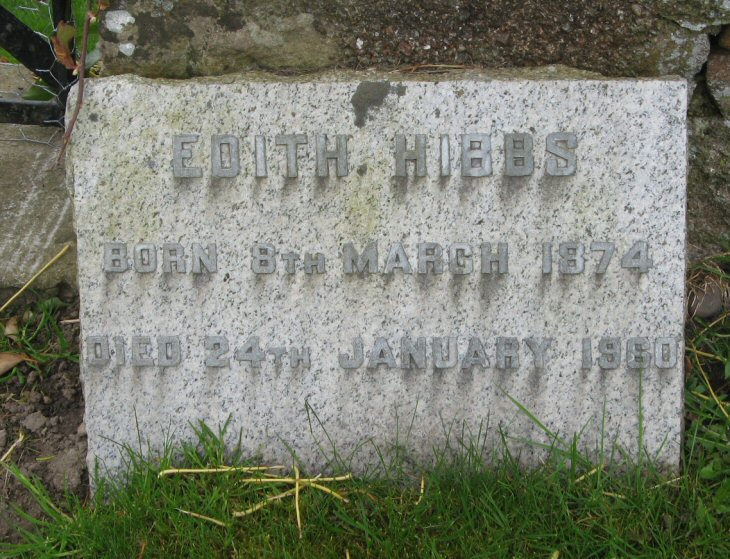 EDITH HIBBS
BORN 8TH MARCH 1874
DIED 24TH JANUARY 1960